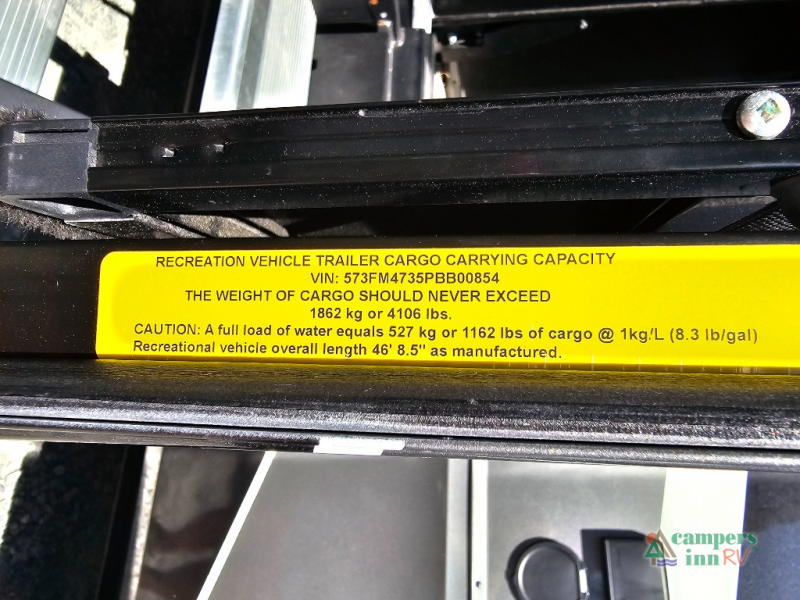 RECREATION VEHICLE TRAILER CARGO CARRYING CAPACITY
VIN: 573FM4735PBB00854
THE WEIGHT OF CARGO SHOULD NEVER EXCEED
1862 kg or 4106 lbs.
CAUTION: A full load of water equals 527 kg or 1162 lbs of cargo @ 1kg/L (8.3 lb/gal)
Recreational vehicle overall length 46' 8.5" as manufactured.
campers
inn RV